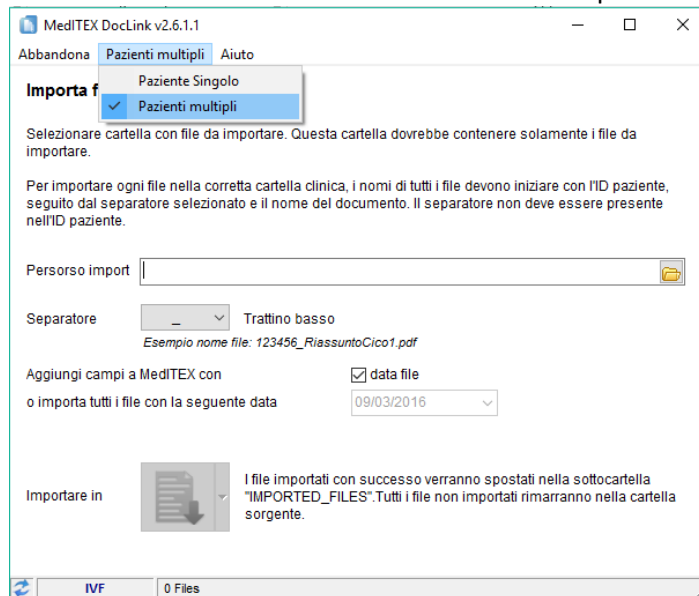 MedITEX DocLink v2.6.1.1
Abbandona Pazienti multipli Aiuto
Paziente Singolo
Importa f
Pazienti multipli
Selezionare cartella con file da importare. Questa cartella dovrebbe contenere solamente i file da
importare.
Per importare ogni file nella corretta cartella clinica, i nomi di tutti i file devono iniziare con l'ID paziente,
seguito dal separatore selezionato e il nome del documento. Il separatore non deve essere presente
nell'ID paziente.
Persorso import
Separatore _ Trattino basso
Esempio nome file: 123456_RiassuntoCico1.pdf
Aggiungi campi a MedITEX con data file
o importa tutti i file con la seguente data 09/03/2016
I file importati con successo verranno spostati nella sottocartella
Importare in "IMPORTED_FILES".Tutti i file non importati rimarranno nella cartella
sorgente.
IVF 0 Files